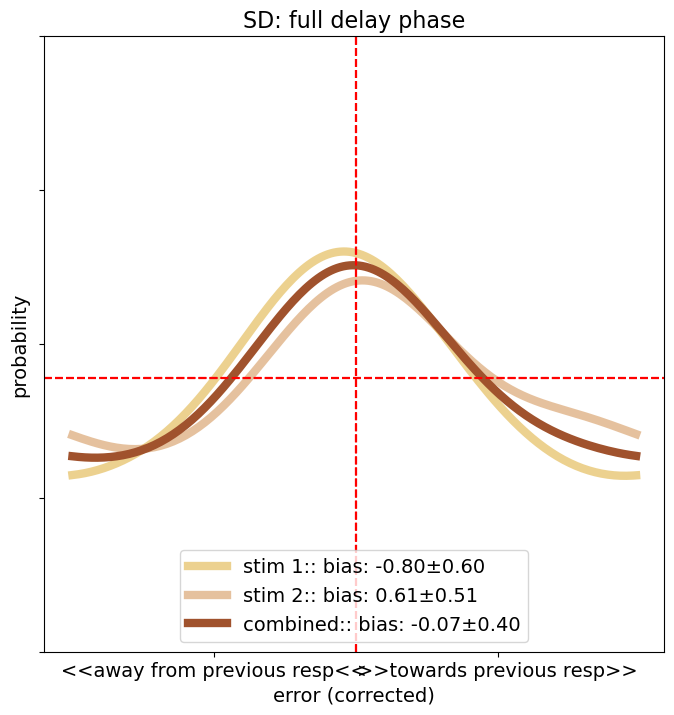 SD: full delay phase
probability
stim 1:: bias: -0.80±0.60
stim 2:: bias: 0.61±0.51
combined:: bias: -0.07±0.40
<<away from previous resp<< >>towards previous resp>>
error (corrected)